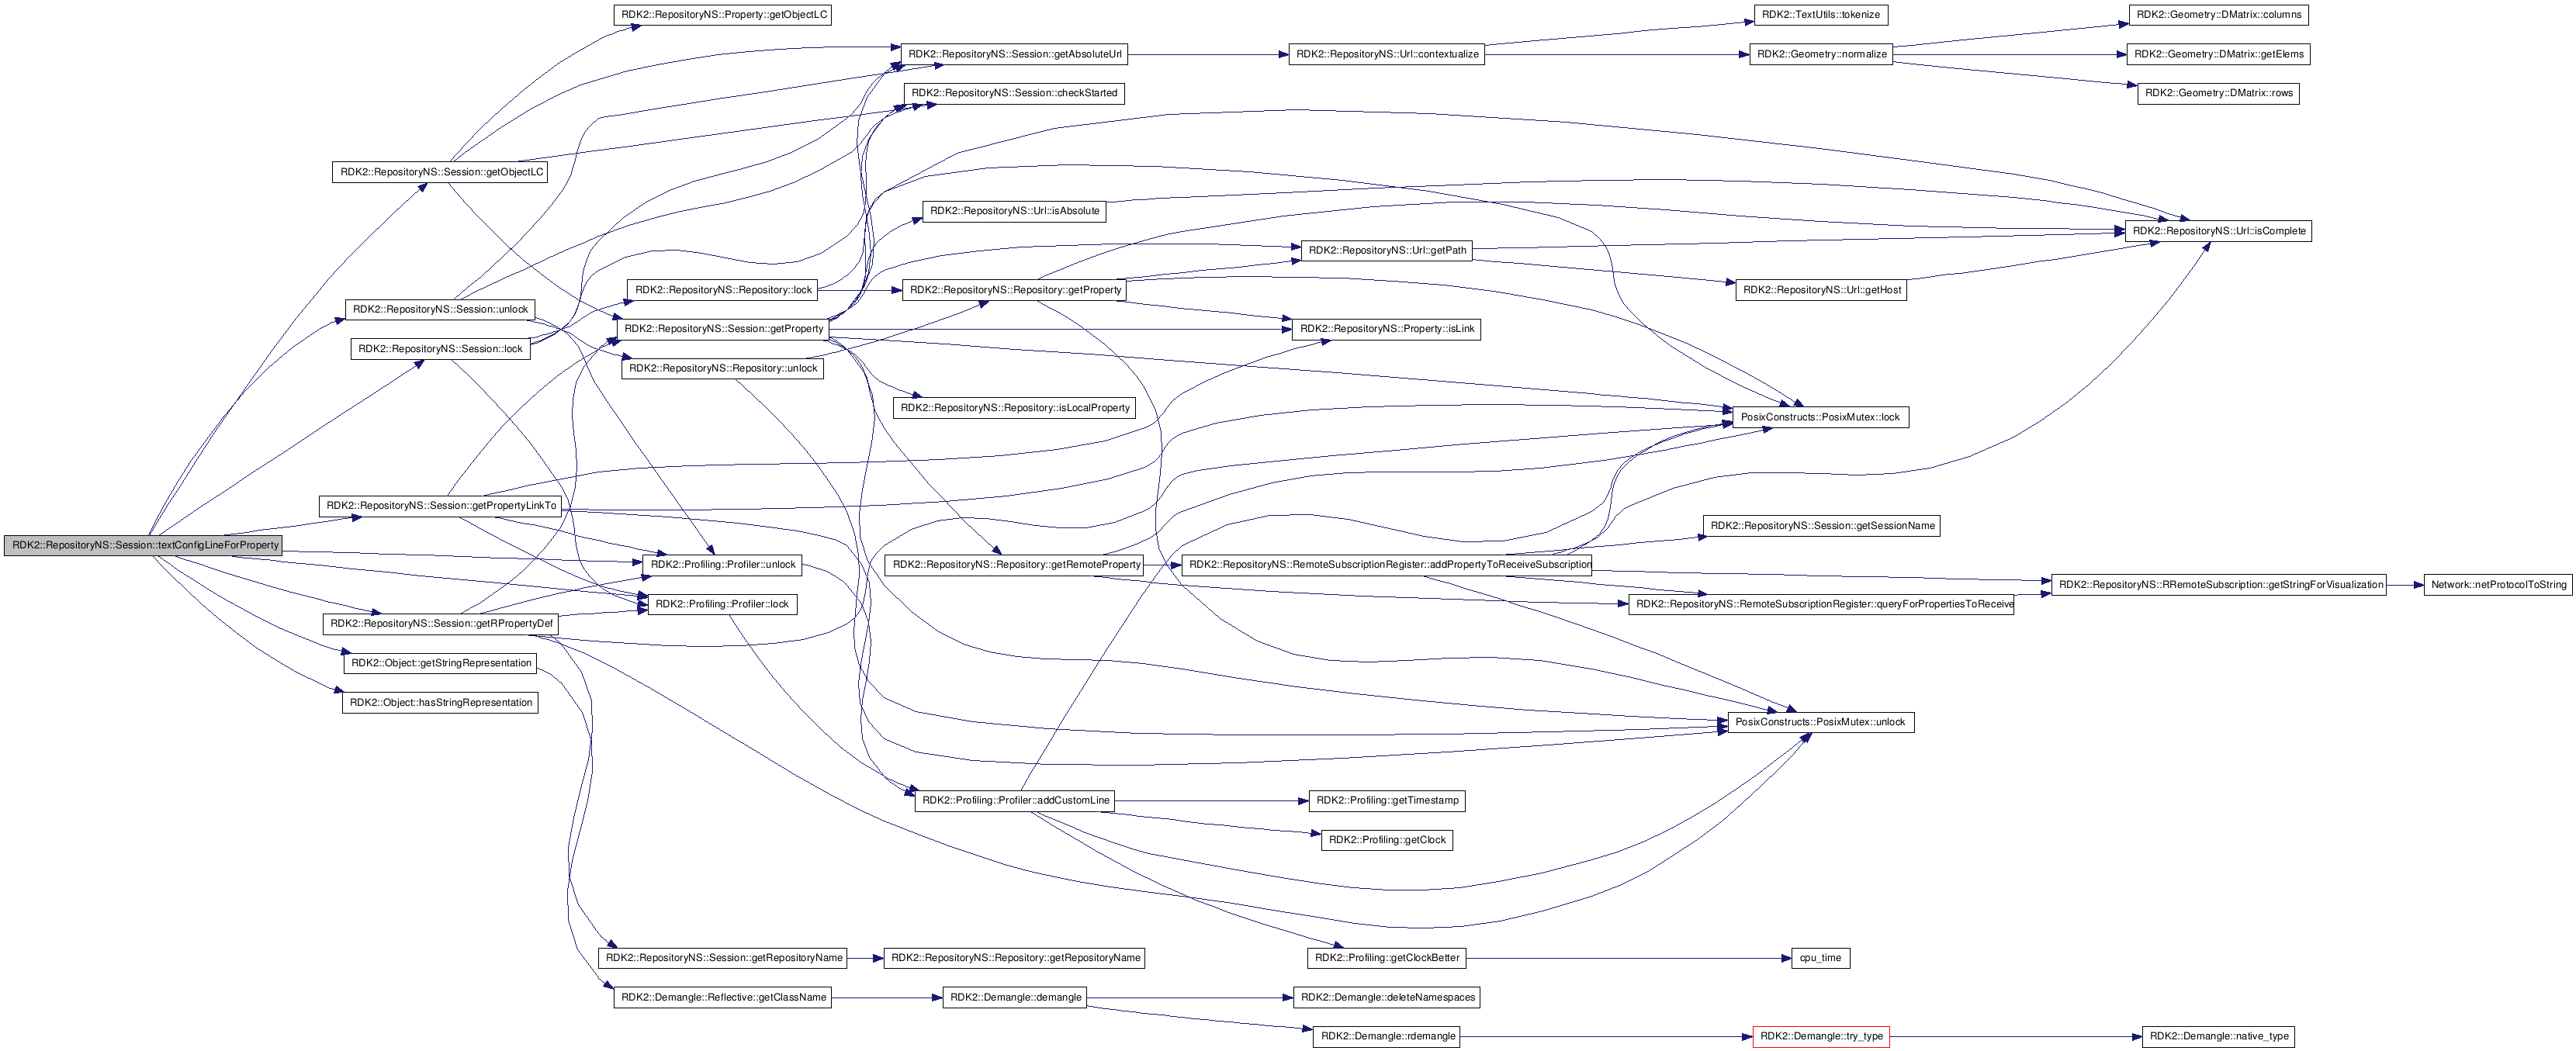 RDK2::RepositoryNS::Property::getObjectLC
RDK2::TextUtils::tokenize
RDK2::Geometry::DMatrix::columns
RDK2::RepositoryNS::Session::getAbsoluteUrl
RDK2::RepositoryNS::Url::contextualize
RDK2::Geometry::normalize
RDK2::Geometry::DMatrix::getElems
RDK2::RepositoryNS::Session::checkStarted
RDK2::Geometry::DMatrix::rows
RDK2::RepositoryNS::Session::getObjectLC
RDK2::RepositoryNS::Url::isAbsolute
RDK2::RepositoryNS::Url::isComplete
RDK2::RepositoryNS::Url::getPath
RDK2::RepositoryNS::Repository::lock
RDK2::RepositoryNS::Repository::getProperty
RDK2::RepositoryNS::Url::getHost
RDK2::RepositoryNS::Session::unlock
RDK2::RepositoryNS::Session::getProperty
RDK2::RepositoryNS::Property::isLink
RDK2::RepositoryNS::Session::lock
RDK2::RepositoryNS::Repository::unlock
RDK2::RepositoryNS::Repository::isLocalProperty
PosixConstructs::PosixMutex::lock
RDK2::RepositoryNS::Session::getPropertyLinkTo
RDK2::RepositoryNS::Session::getSessionName
RDK2::RepositoryNS::Session::textConfigLineForProperty
RDK2::Profiling::Profiler::unlock
RDK2::RepositoryNS::Repository::getRemoteProperty
RDK2::RepositoryNS::RemoteSubscriptionRegister::addPropertyToReceiveSubscription
RDK2::RepositoryNS::RRemoteSubscription::getStringForVisualization
Network::netProtocolToString
RDK2::Profiling::Profiler::lock
RDK2::RepositoryNS::RemoteSubscriptionRegister::queryForPropertiesToReceive
RDK2::RepositoryNS::Session::getRPropertyDef
RDK2::Object::getStringRepresentation
RDK2::Object::hasStringRepresentation
PosixConstructs::PosixMutex::unlock
RDK2::Profiling::Profiler::addCustomLine
RDK2::Profiling::getTimestamp
RDK2::Profiling::getClock
RDK2::RepositoryNS::Session::getRepositoryName
RDK2::RepositoryNS::Repository::getRepositoryName
RDK2::Profiling::getClockBetter
cpu_time
RDK2::Demangle::Reflective::getClassName
RDK2::Demangle::demangle
RDK2::Demangle::deleteNamespaces
RDK2::Demangle::rdemangle
RDK2::Demangle::try_type
RDK2::Demangle::native_type